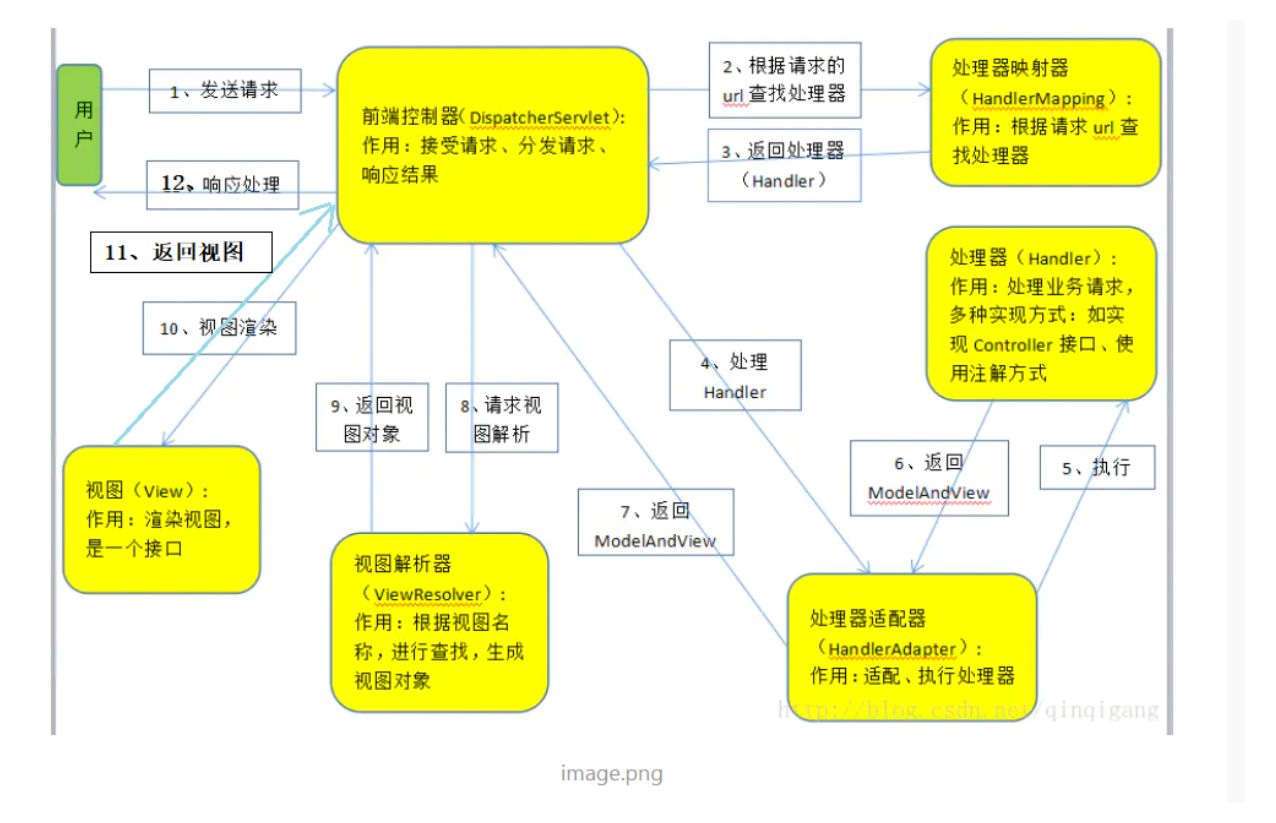 用
户
1、发送请求
12、响应处理
11、返回视图
10、视图渲染
前端控制器(DispatcherServlet):
作用：接受请求、分发请求、
响应结果
2、根据请求的
url 查找处理器
3、返回处理器
（Handler）
处理器映射器
（HandlerMapping）:
作用：根据请求 url 查
找处理器
处理器（Handler）:
作用：处理业务请求，
多种实现方式：如实
现 Controller 接口、使
用注解方式
4、处理
Handler
9、返回视
图对象
8、请求视
图解析
6、返回
ModelAndView
5、执行
7、返回
ModelAndView
视图（View）:
作用：渲染视图，
是一个接口
视图解析器
（ViewResolver）:
作用：根据视图名
称，进行查找，生成
视图对象
处理器适配器
（HandlerAdapter）:
作用：适配、执行处理器
http://blog.csdn.net/qinqigang
image.png